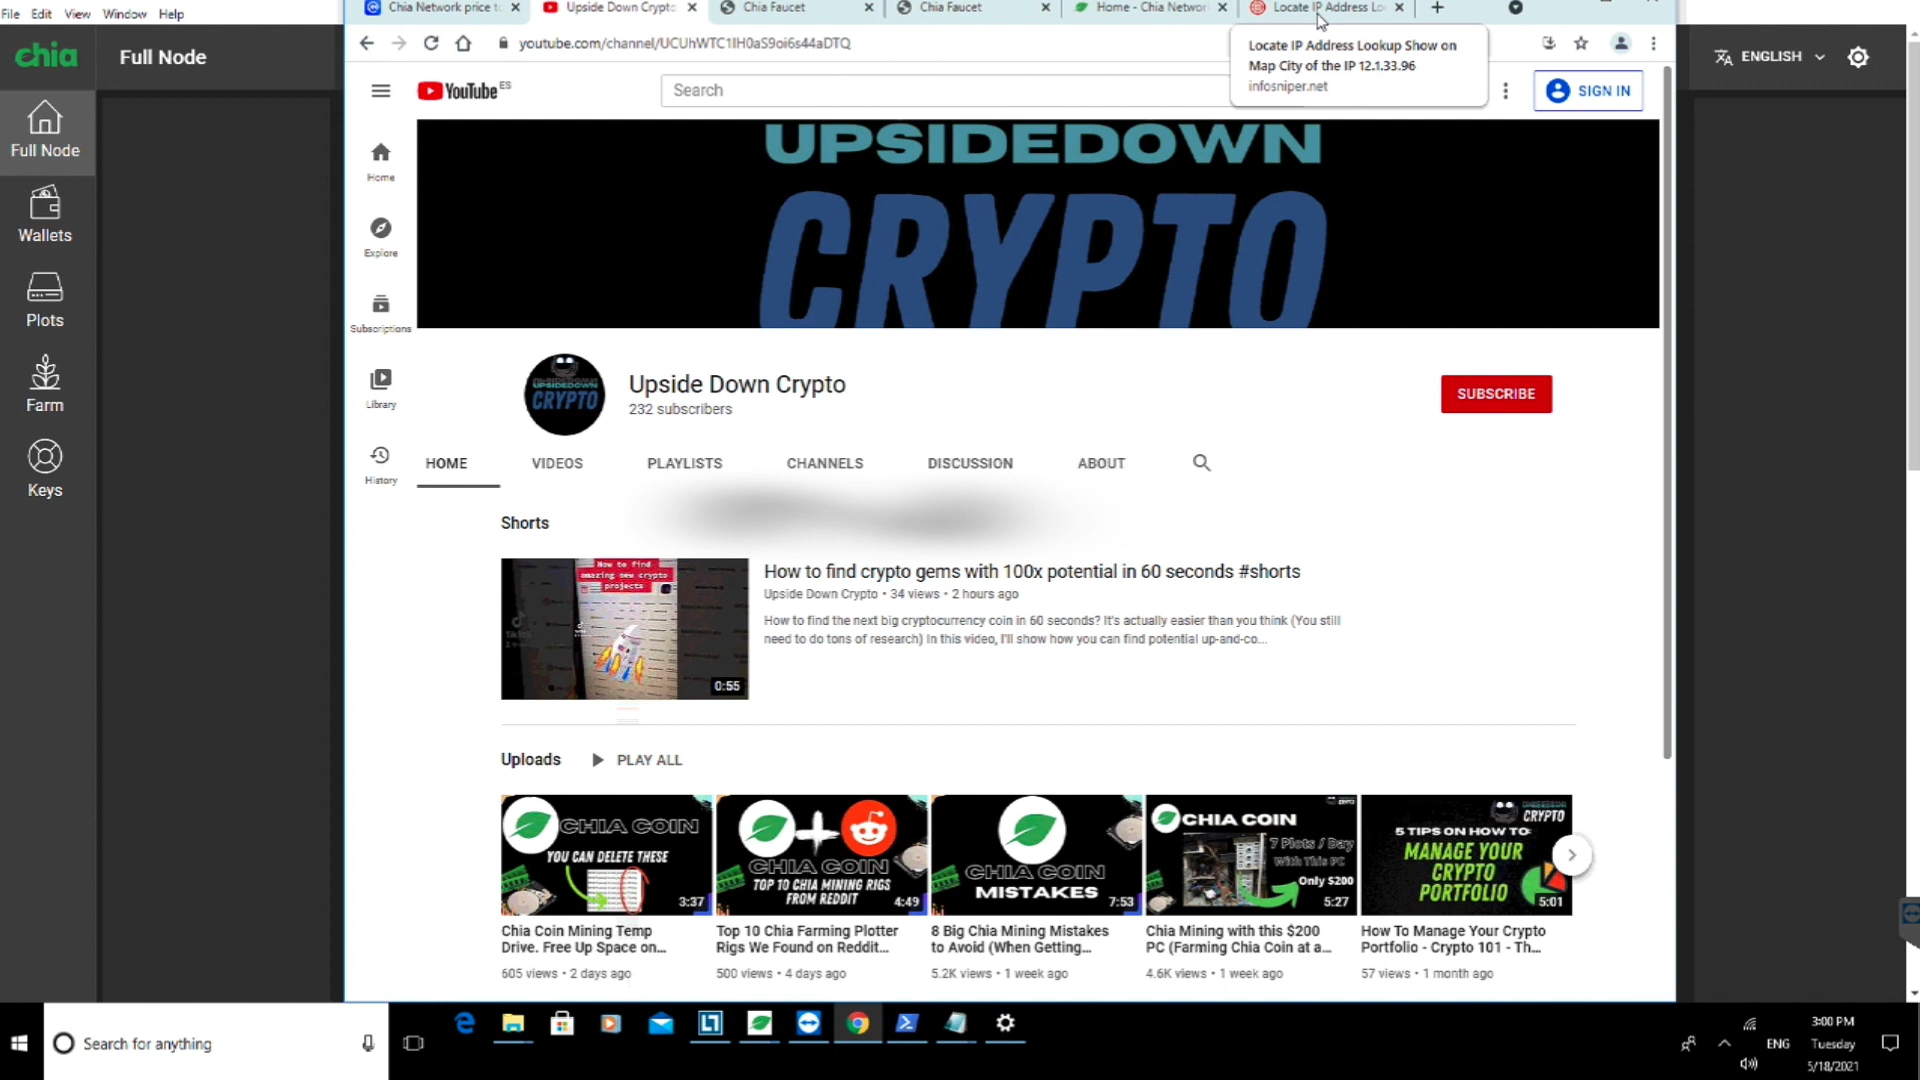 File Edit View Window Help
chia
Full Node
ENGLISH
Full Node
Wallets
Plots
Farm
Keys
Chia Network price to
Upside Down Crypto
Chia Faucet
Chia Faucet
Home - Chia Networ
Locate IP Address Lo
youtube.com/channel/UCUhWTC1IH0aS9oi6s44aDTQ
Locate IP Address Lookup Show on
Map City of the IP 12.1.33.96
infosniper.net
YouTube ES
Search
SIGN IN
Home
Explore
Subscriptions
Library
History
UPSIDEDOWN
CRYPTO
UPSIDEDOWN
CRYPTO
Upside Down Crypto
232 subscribers
SUBSCRIBE
HOME
VIDEOS
PLAYLISTS
CHANNELS
DISCUSSION
ABOUT
Shorts
How to find
amazing new crypto
projects
0:55
How to find crypto gems with 100x potential in 60 seconds #shorts
Upside Down Crypto • 34 views • 2 hours ago
How to find the next big cryptocurrency coin in 60 seconds? It's actually easier than you think (You still
need to do tons of research) In this video, I'll show how you can find potential up-and-co...
Uploads
PLAY ALL
CHIA COIN
YOU CAN DELETE THESE
3:37
CHIA COIN
TOP 10 CHIA MINING RIGS
FROM REDDIT
4:49
CHIA COIN
MISTAKES
7:53
CHIA COIN
7 Plots / Day
With This PC
Only $200
5:27
CRYPTO
5 TIPS ON HOW TO:
MANAGE YOUR
CRYPTO
PORTFOLIO
5:01
Chia Coin Mining Temp
Drive. Free Up Space on...
605 views • 2 days ago
Top 10 Chia Farming Plotter
Rigs We Found on Reddit...
500 views • 4 days ago
8 Big Chia Mining Mistakes
to Avoid (When Getting...
5.2K views • 1 week ago
Chia Mining with this $200
PC (Farming Chia Coin at a...
4.6K views • 1 week ago
How To Manage Your Crypto
Portfolio - Crypto 101 - Th...
57 views • 1 month ago
Search for anything
ENG
3:00 PM
Tuesday
5/18/2021